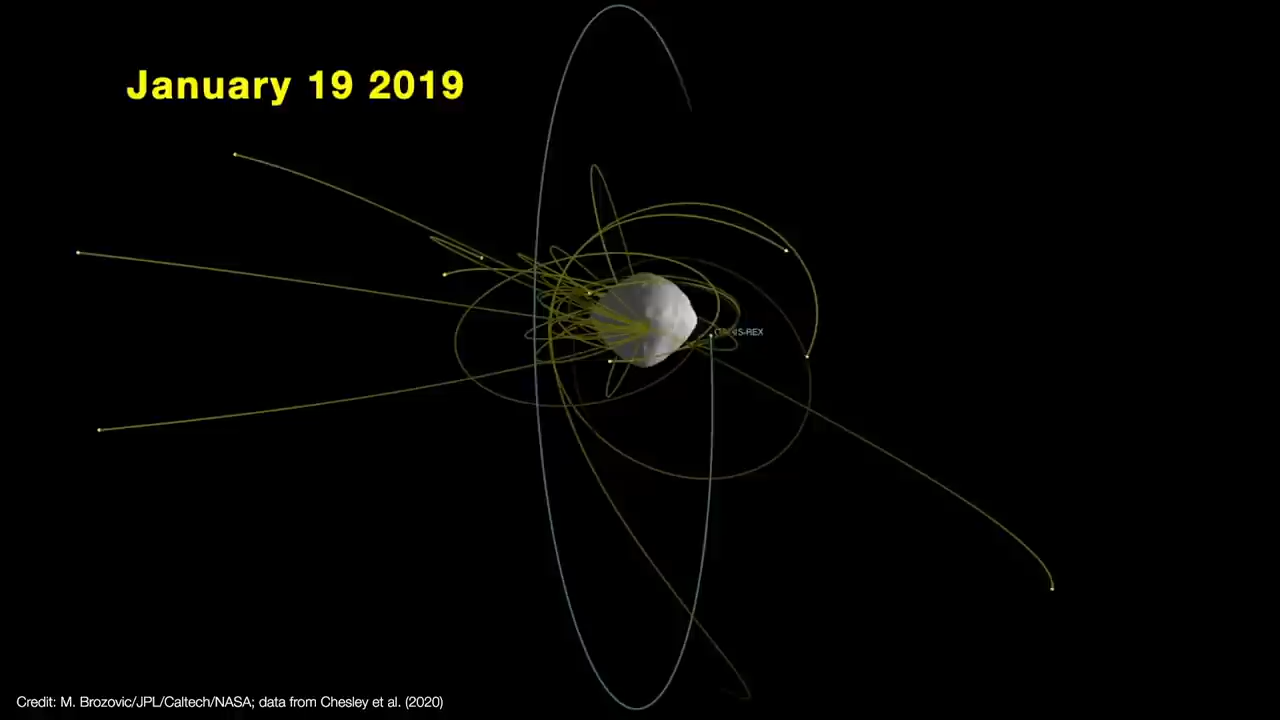 January 19 2019
Credit: M. Brozovic/JPL/Caltech/NASA; data from Chesley et al. (2020)